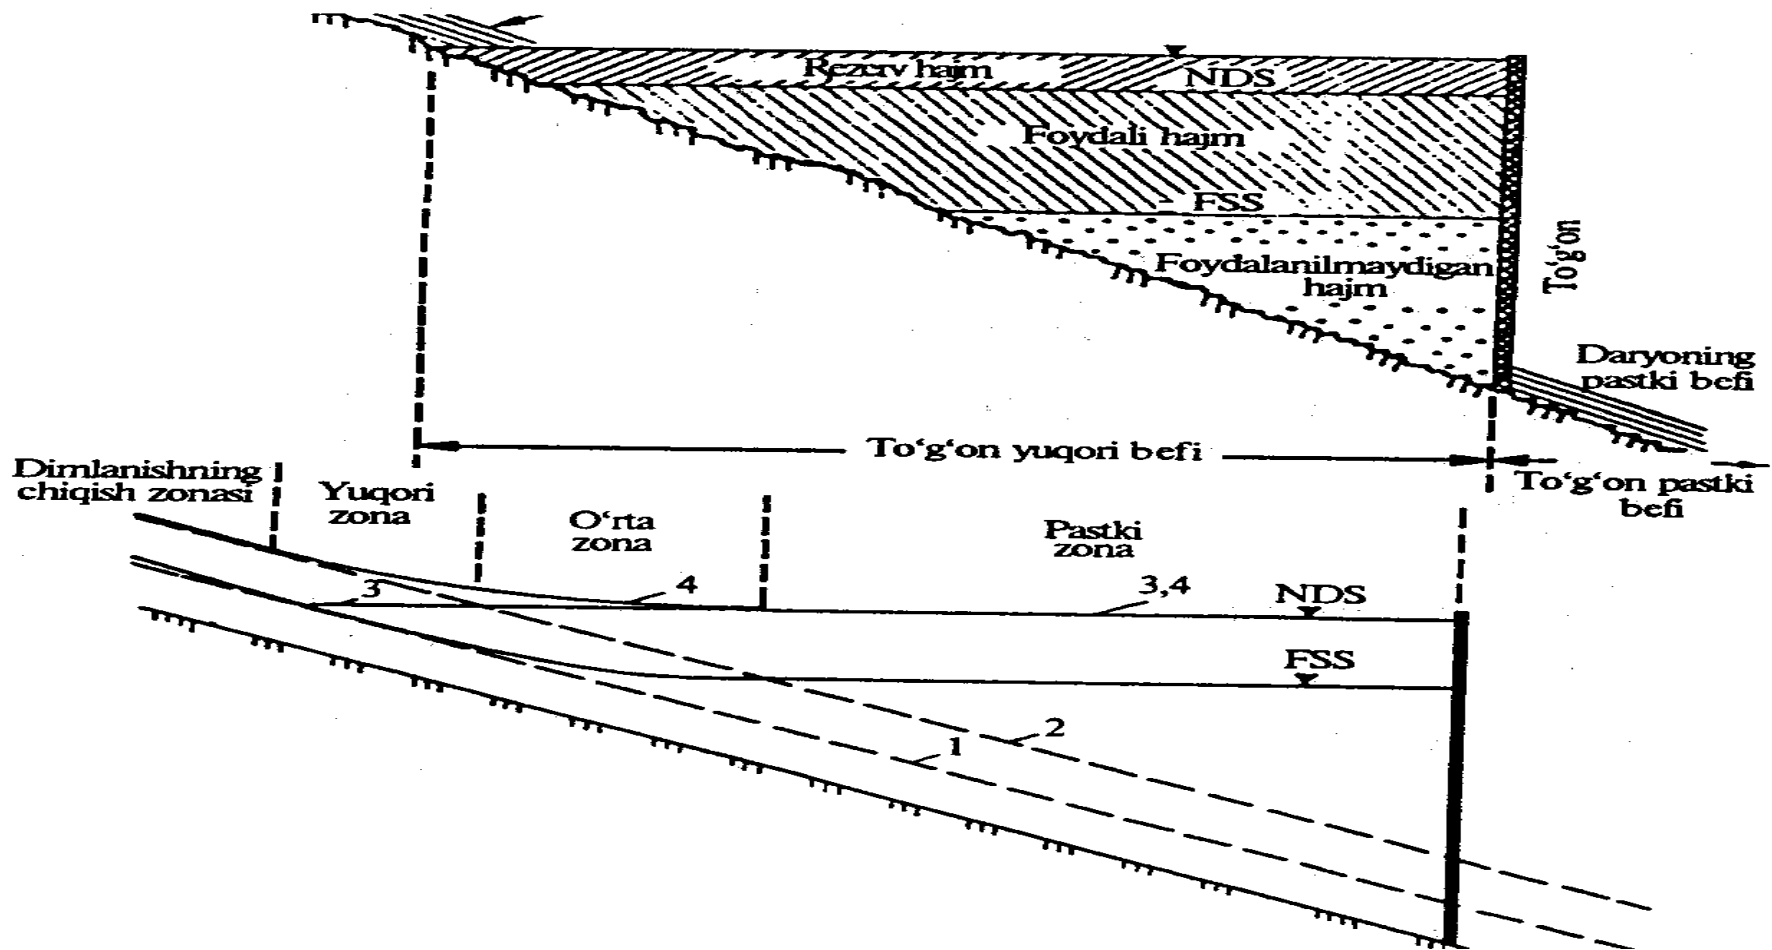 Rezerv hajm
NDS
Foydali hajm
FSS
Foydalanilmaydigan
hajm
To‘g‘on
Daryoning
pastki befi
To‘g‘on yuqori befi
To‘g‘on pastki
befi
Dimlanishning
chiqish zonasi
Yuqori
zona
O‘rta
zona
Pastki
zona
3
4
3,4
NDS
FSS
1
2